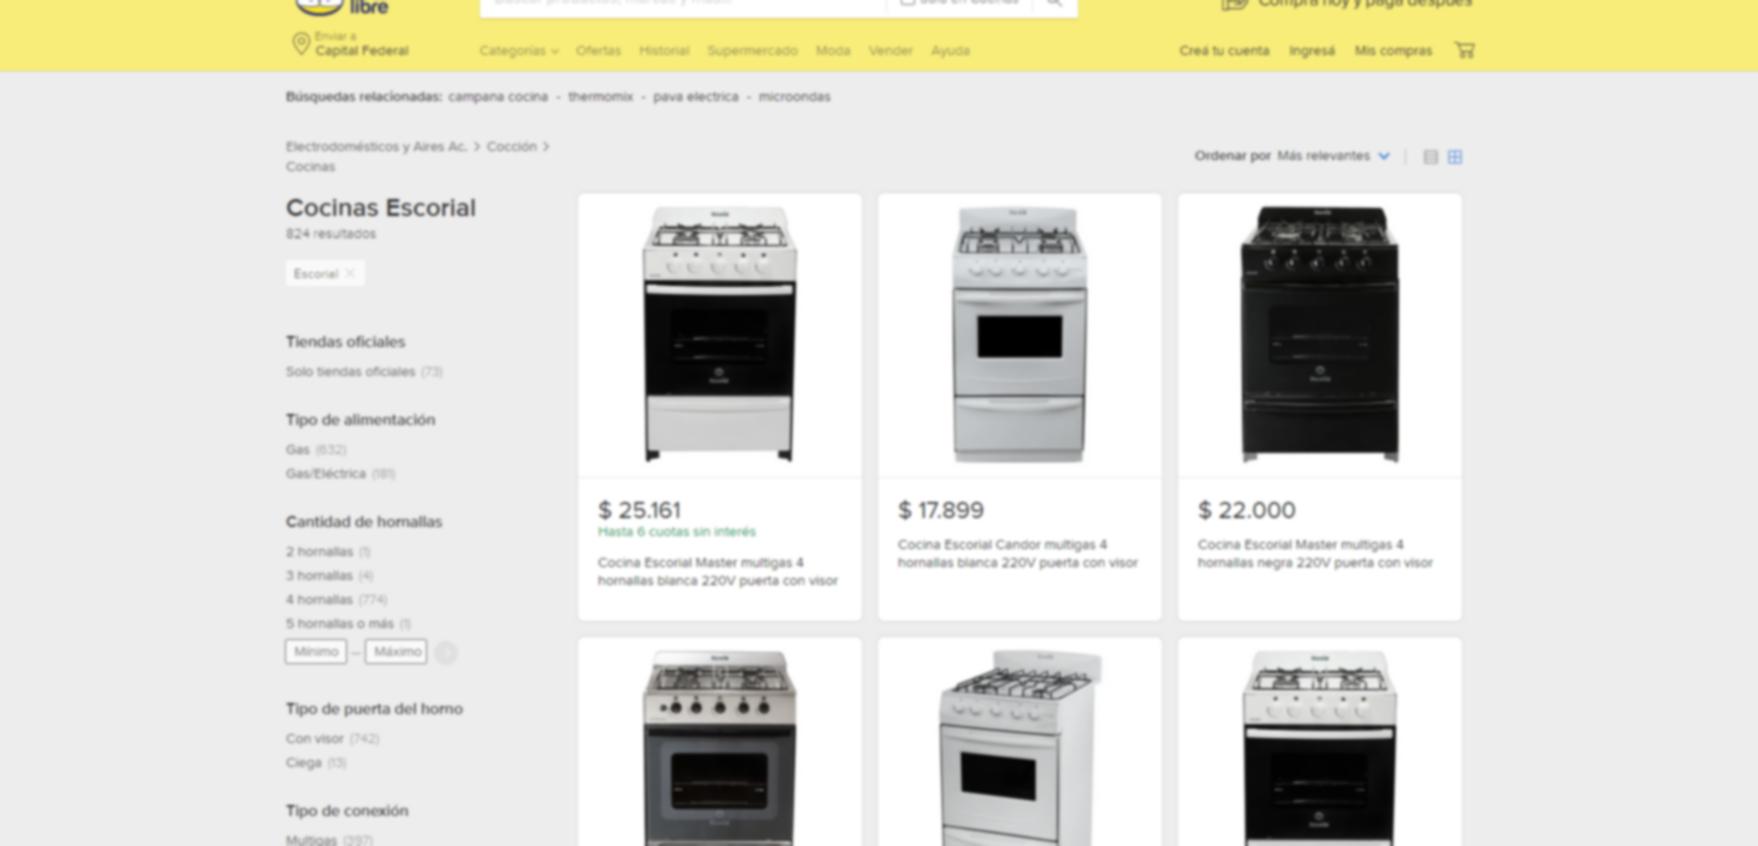 libre
Buscar productos, marcas y más...
Compra hoy y paga después
Enviar a
Capital Federal
Categorías Ofertas Historial Supermercado Moda Vender Ayuda
Creá tu cuenta Ingresá Mis compras
Búsquedas relacionadas: campana cocina - thermomix - pava electrica - microondas
Electrodomésticos y Aires Ac. > Cocción >
Cocinas
Ordenar por Más relevantes
Cocinas Escorial
824 resultados
Escorial ×
Tiendas oficiales
Solo tiendas oficiales (73)
Tipo de alimentación
Gas (632)
Gas/Eléctrica (181)
Cantidad de hornallas
2 hornallas (1)
3 hornallas (4)
4 hornallas (774)
5 hornallas o más (1)
Mínimo – Máximo
Tipo de puerta del horno
Con visor (742)
Ciega (13)
Tipo de conexión
Multigas (397)
$ 25.161
Hasta 6 cuotas sin interés
Cocina Escorial Master multigas 4
hornallas blanca 220V puerta con visor
$ 17.899
Cocina Escorial Candor multigas 4
hornallas blanca 220V puerta con visor
$ 22.000
Cocina Escorial Master multigas 4
hornallas negra 220V puerta con visor